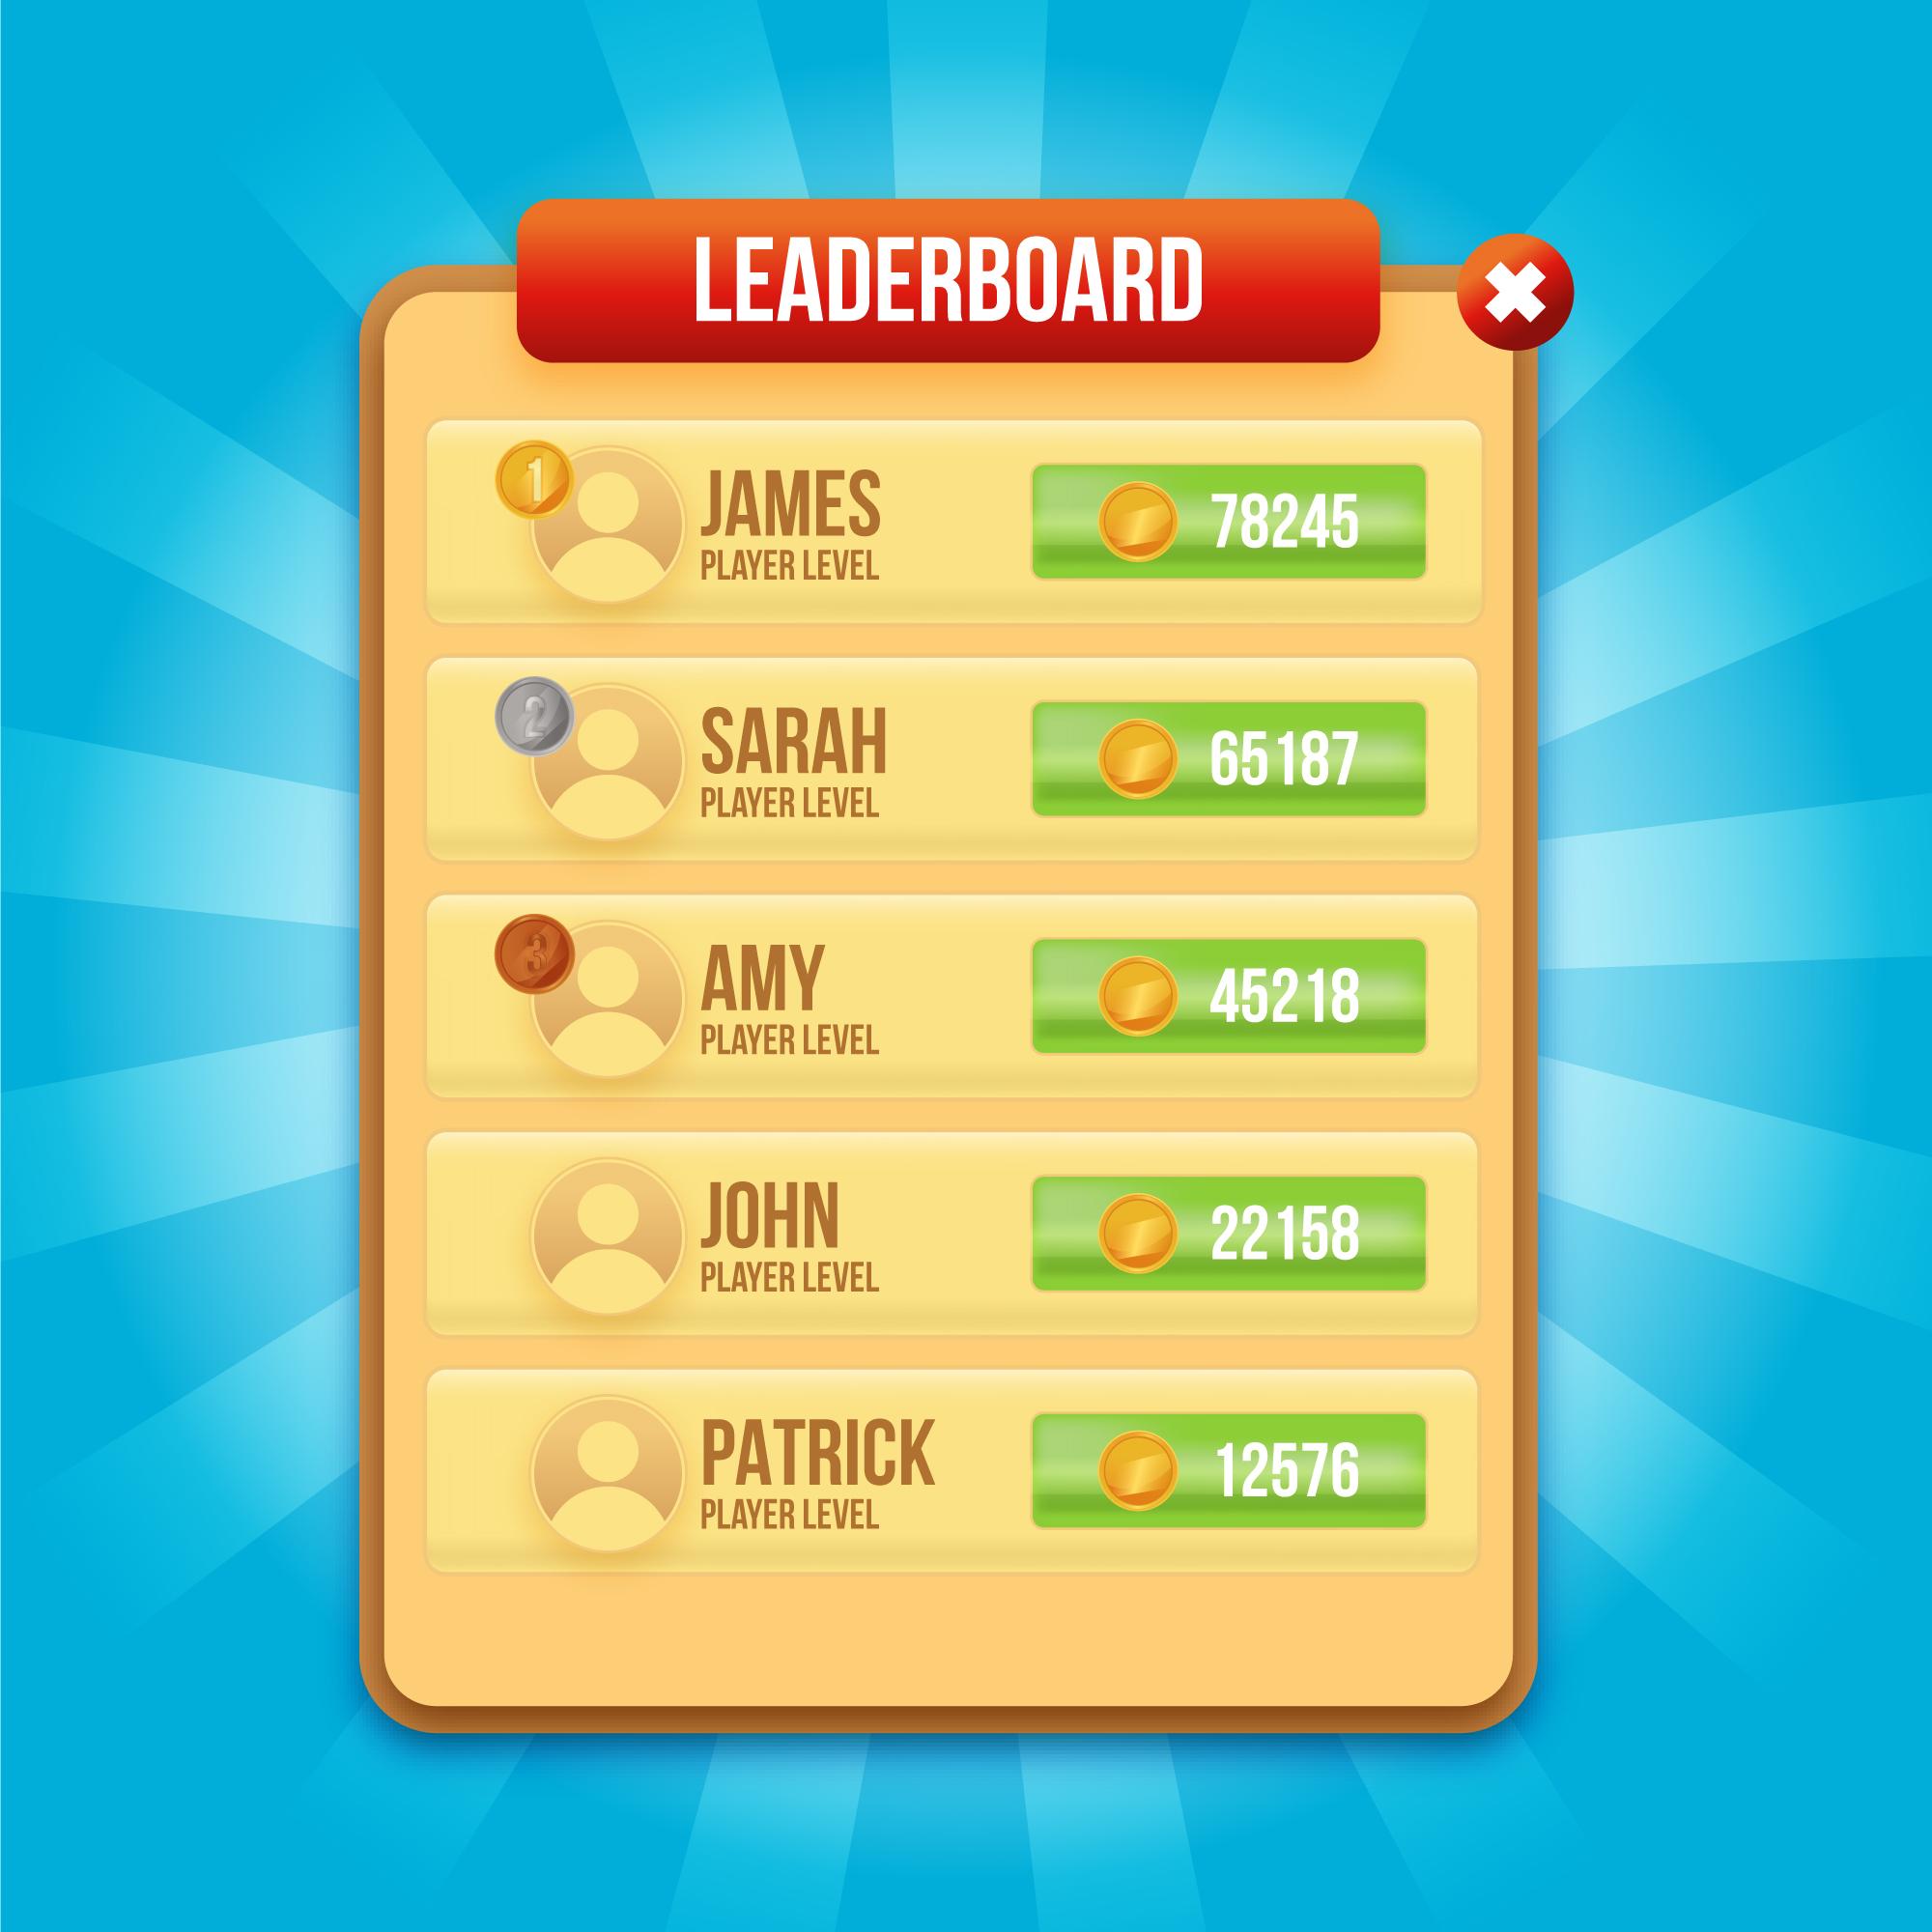 LEADERBOARD
1
JAMES
PLAYER LEVEL
78245
2
SARAH
PLAYER LEVEL
65187
3
AMY
PLAYER LEVEL
45218
JOHN
PLAYER LEVEL
22158
PATRICK
PLAYER LEVEL
12576